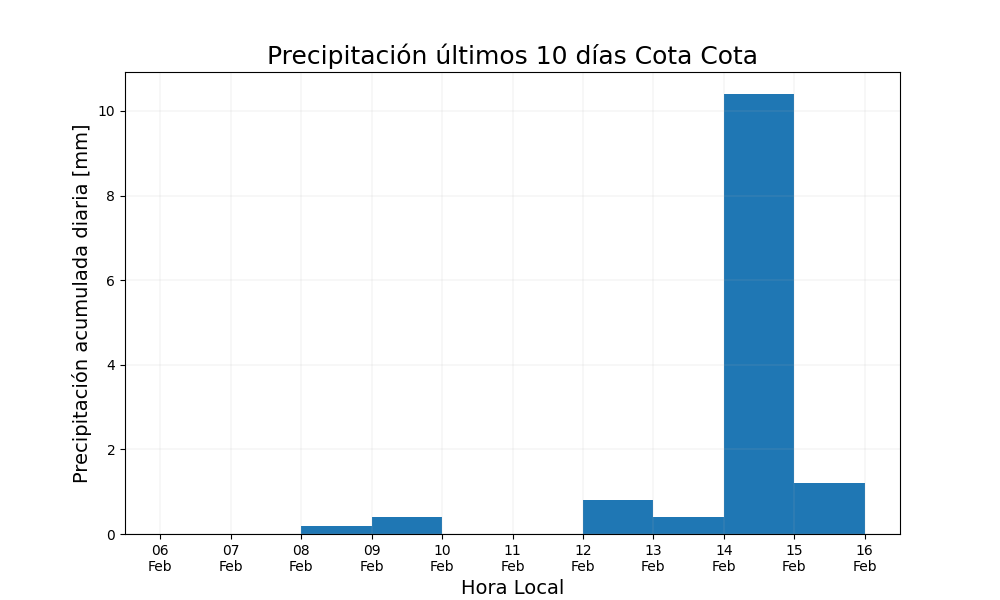 Precipitación últimos 10 días Cota Cota
Precipitación acumulada diaria [mm]
10
8
6
4
2
0
06 07 08 09 10 11 12 13 14 15 16
Feb Feb Feb Feb Feb Feb Feb Feb Feb Feb Feb
Hora Local